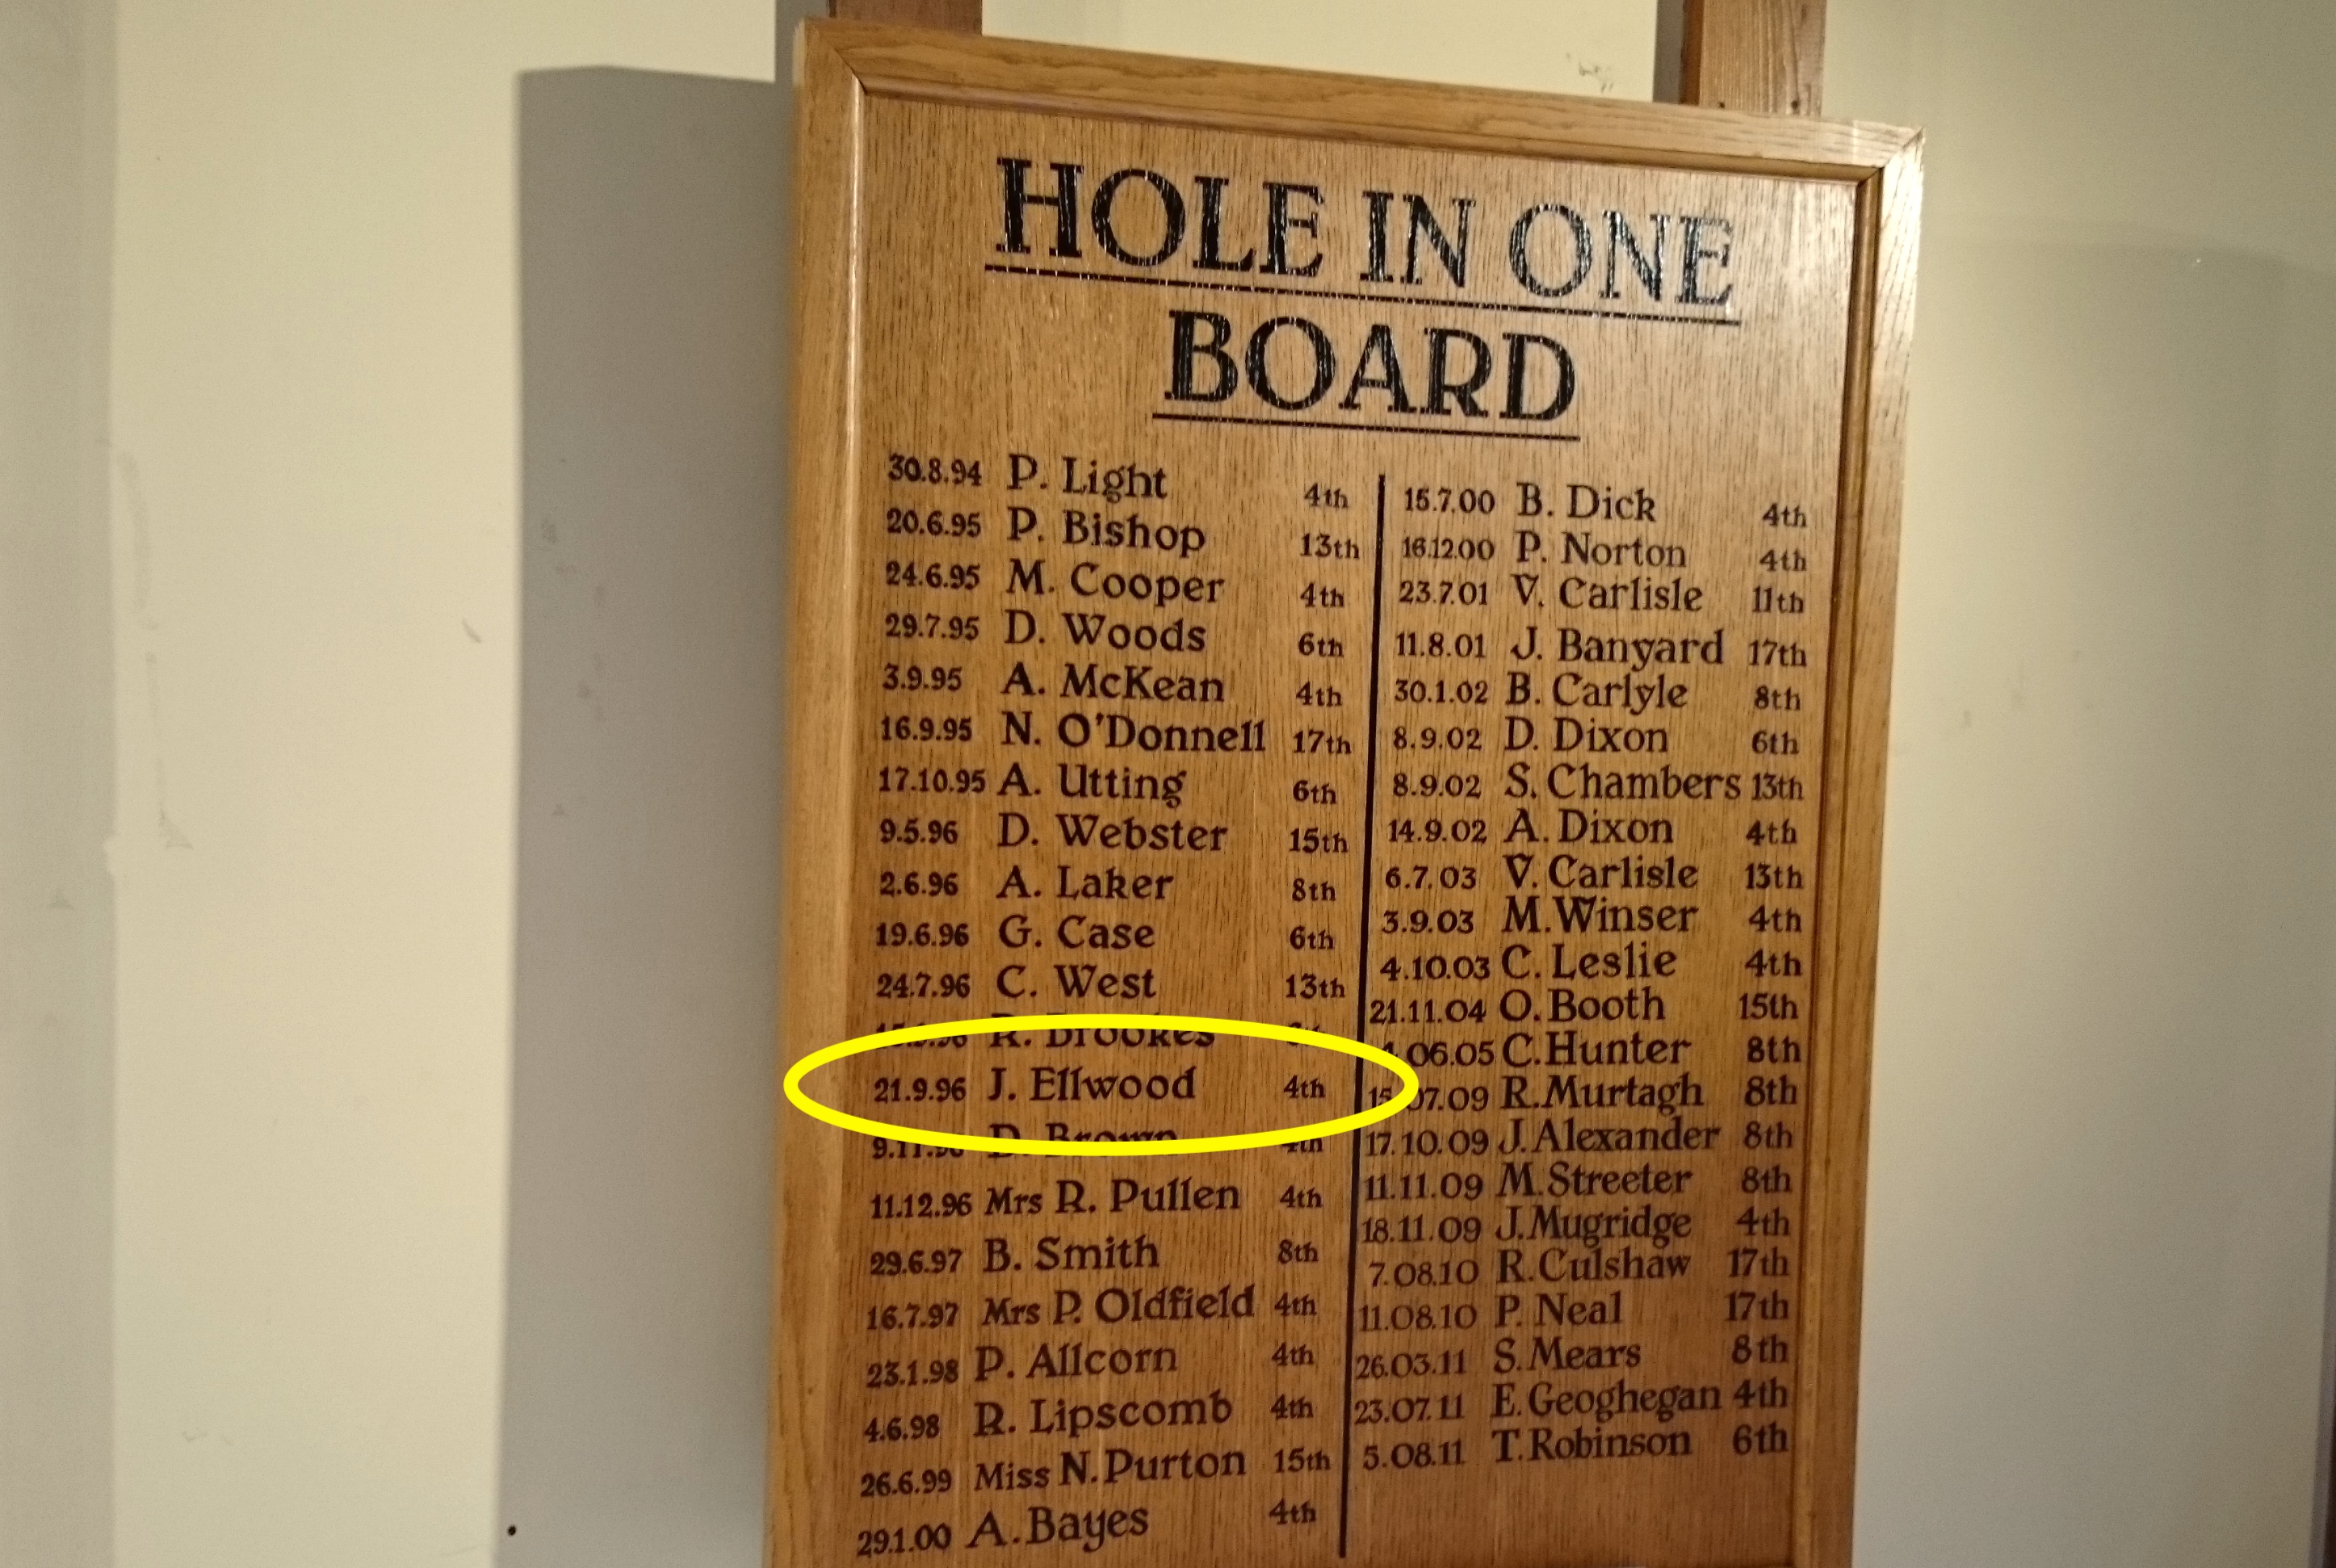 HOLE IN ONE
BOARD
30.8.94 P. Light 4th
20.6.95 P. Bishop 13th
24.6.95 M. Cooper 4th
29.7.95 D. Woods 6th
3.9.95 A. McKean 4th
16.9.95 N. O'Donnell 17th
17.10.95 A. Utting 6th
9.5.96 D. Webster 15th
2.6.96 A. Laker 8th
19.6.96 G. Case 6th
24.7.96 C. West 13th
R. Brookes
21.9.96 J. Ellwood 4th
9.11.96 D. Brown 4th
11.12.96 Mrs R. Pullen 4th
29.6.97 B. Smith 8th
16.7.97 Mrs P. Oldfield 4th
23.1.98 P. Allcorn 4th
4.6.98 R. Lipscomb 4th
26.6.99 Miss N. Purton 15th
29.1.00 A. Bayes 4th
15.7.00 B. Dick 4th
16.12.00 P. Norton 4th
23.7.01 V. Carlisle 11th
11.8.01 J. Banyard 17th
30.1.02 B. Carlyle 8th
8.9.02 D. Dixon 6th
8.9.02 S. Chambers 13th
14.9.02 A. Dixon 4th
6.7.03 V. Carlisle 13th
3.9.03 M. Winser 4th
4.10.03 C. Leslie 4th
21.11.04 O. Booth 15th
C. Hunter 8th
R. Murtagh 8th
17.10.09 J. Alexander 8th
11.11.09 M. Streeter 8th
18.11.09 J. Mugridge 4th
7.08.10 R. Culshaw 17th
11.08.10 P. Neal 17th
26.03.11 S. Mears 8th
23.07.11 E. Geoghegan 4th
5.08.11 T. Robinson 6th